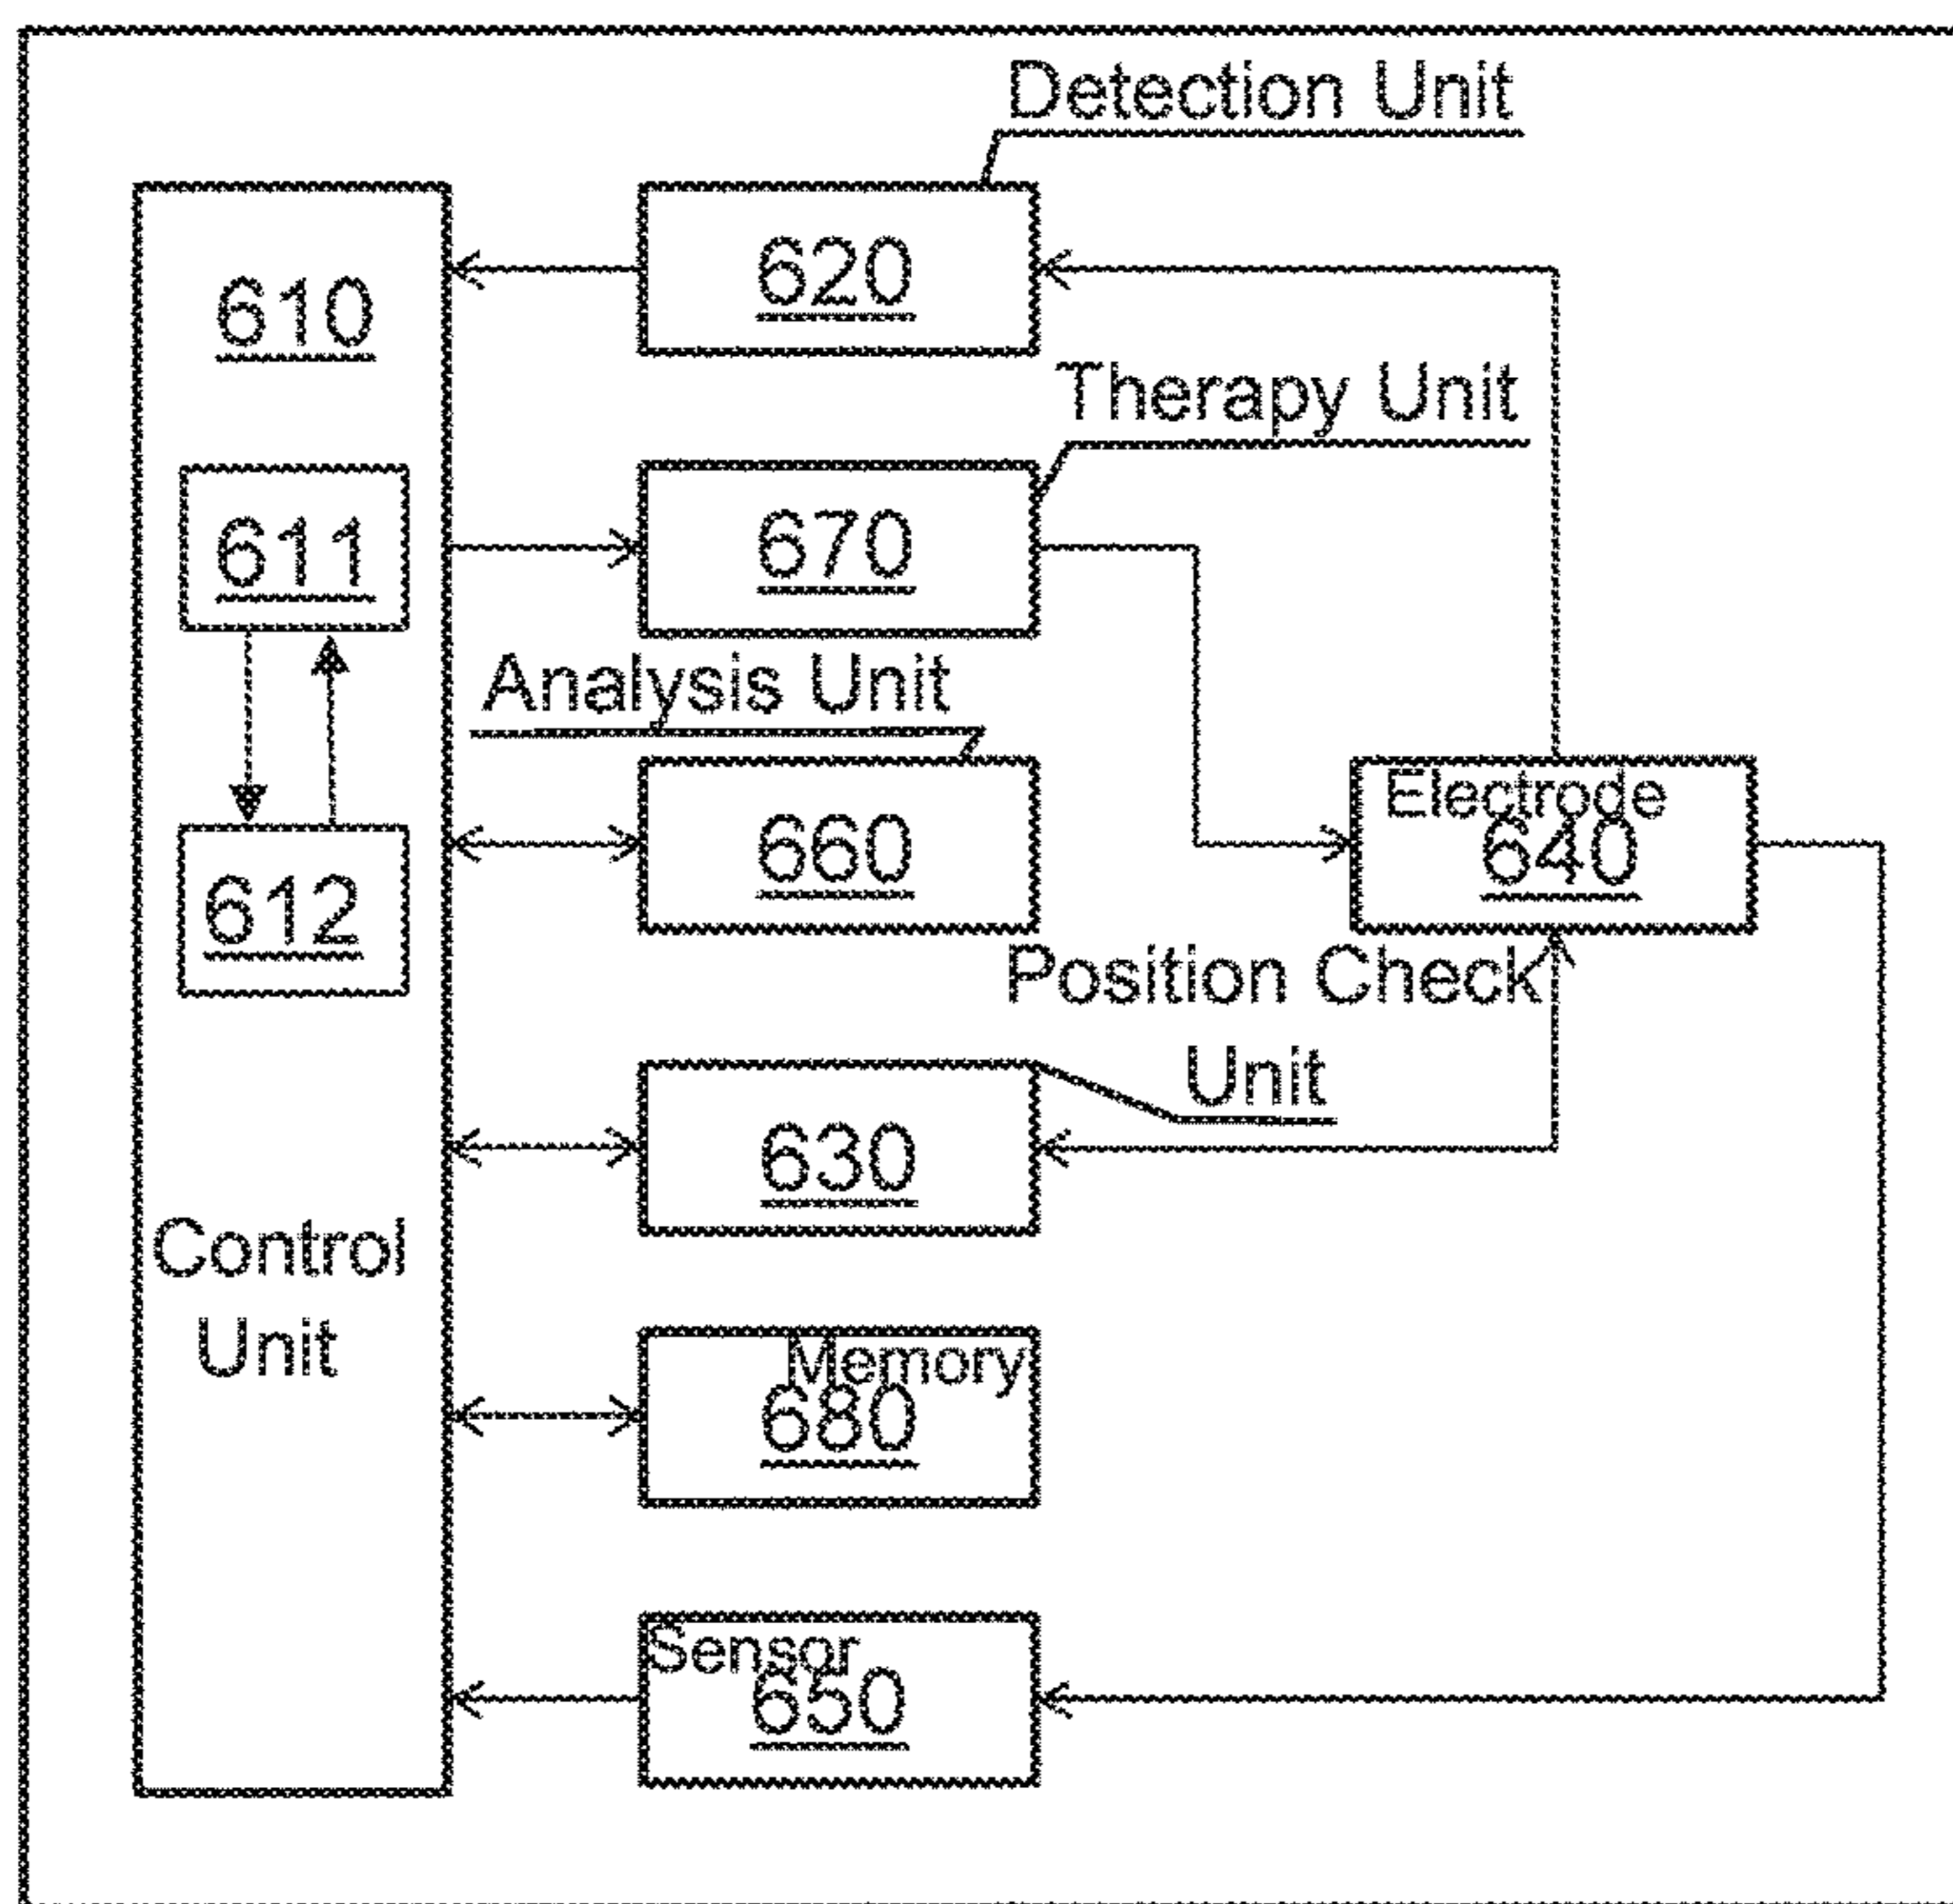 Detection Unit
620
610
Therapy Unit
670
611
Analysis Unit
660
Electrode
640
612
Position Check
Unit
630
Control
Unit
Memory
680
Sensor
650